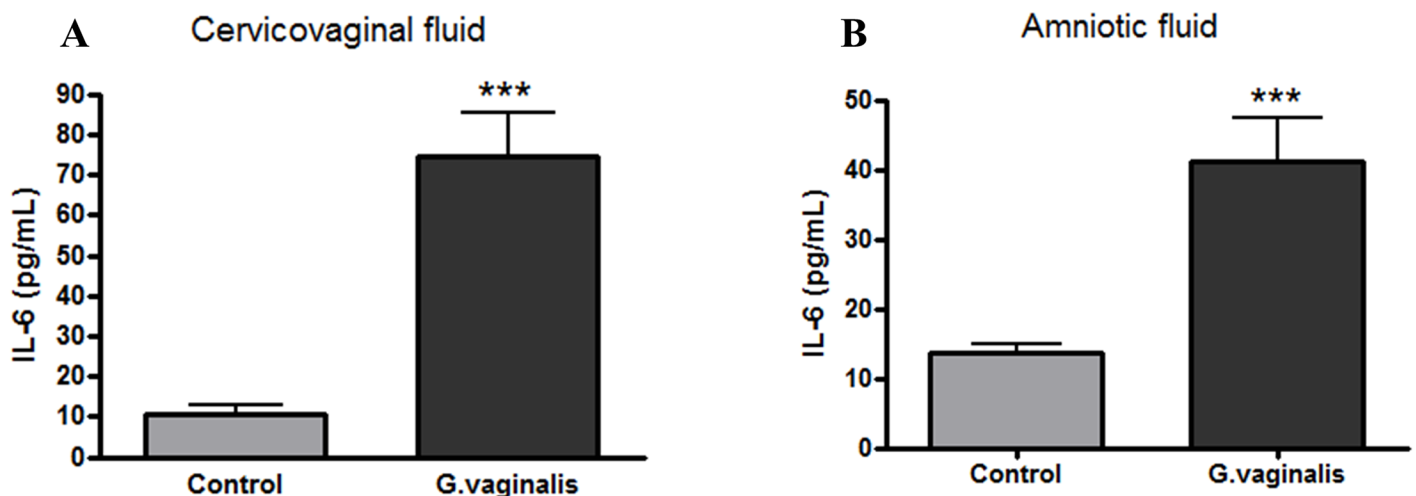 A
Cervicovaginal fluid
IL-6 (pg/mL)
90
80
70
60
50
40
30
20
10
0
***
Control
G.vaginalis
B
Amniotic fluid
IL-6 (pg/mL)
50
40
30
20
10
0
***
Control
G.vaginalis